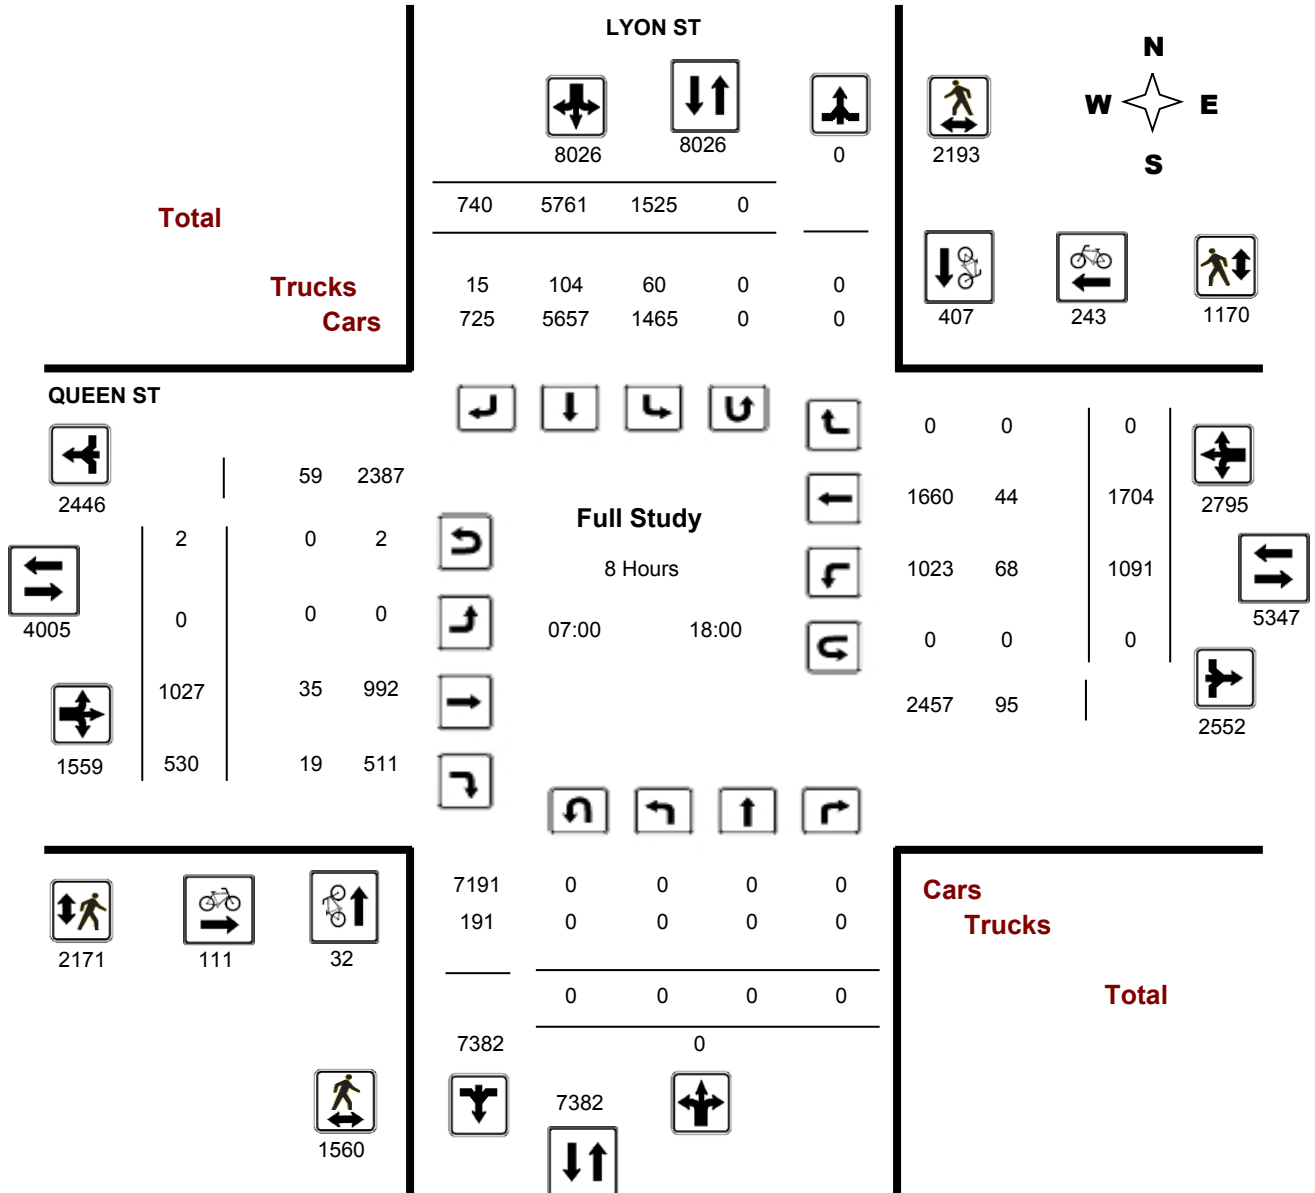 LYON ST
N
W E
S
8026 8026 0 2193
740 5761 1525 0
Total
Trucks 15 104 60 0 0
Cars 725 5657 1465 0 0
407 243 1170
QUEEN ST
2446
59 2387
2 0 2
4005
0 0 0
1027 35 992
1559
530 19 511
Full Study
8 Hours
07:00 18:00
0 0 0
1660 44 1704
2795
1023 68 1091
5347
0 0 0
2457 95
2552
2171 111 32
7191 0 0 0 0
191 0 0 0 0
0 0 0 0
7382 0
7382
1560
Cars
Trucks
Total